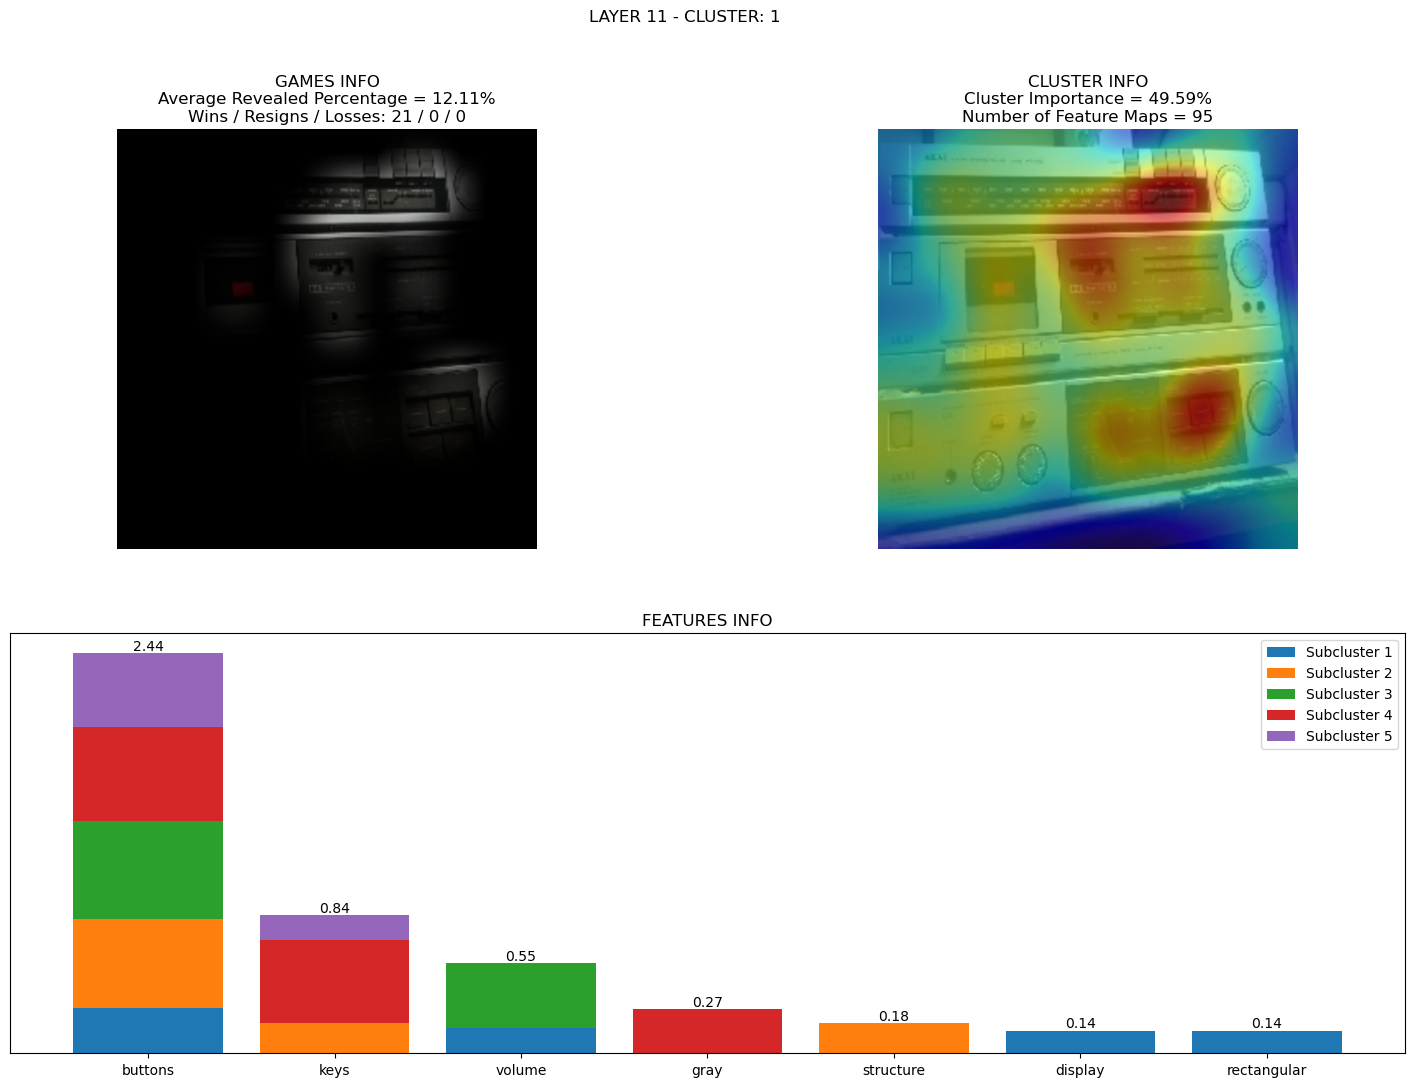 LAYER 11 - CLUSTER: 1
GAMES INFO
Average Revealed Percentage = 12.11%
Wins / Resigns / Losses: 21 / 0 / 0
CLUSTER INFO
Cluster Importance = 49.59%
Number of Feature Maps = 95
AKAI
AKAI
AKAI
FEATURES INFO
2.44
0.84
0.55
0.27
0.18
0.14
0.14
Subcluster 1
Subcluster 2
Subcluster 3
Subcluster 4
Subcluster 5
buttons
keys
volume
gray
structure
display
rectangular